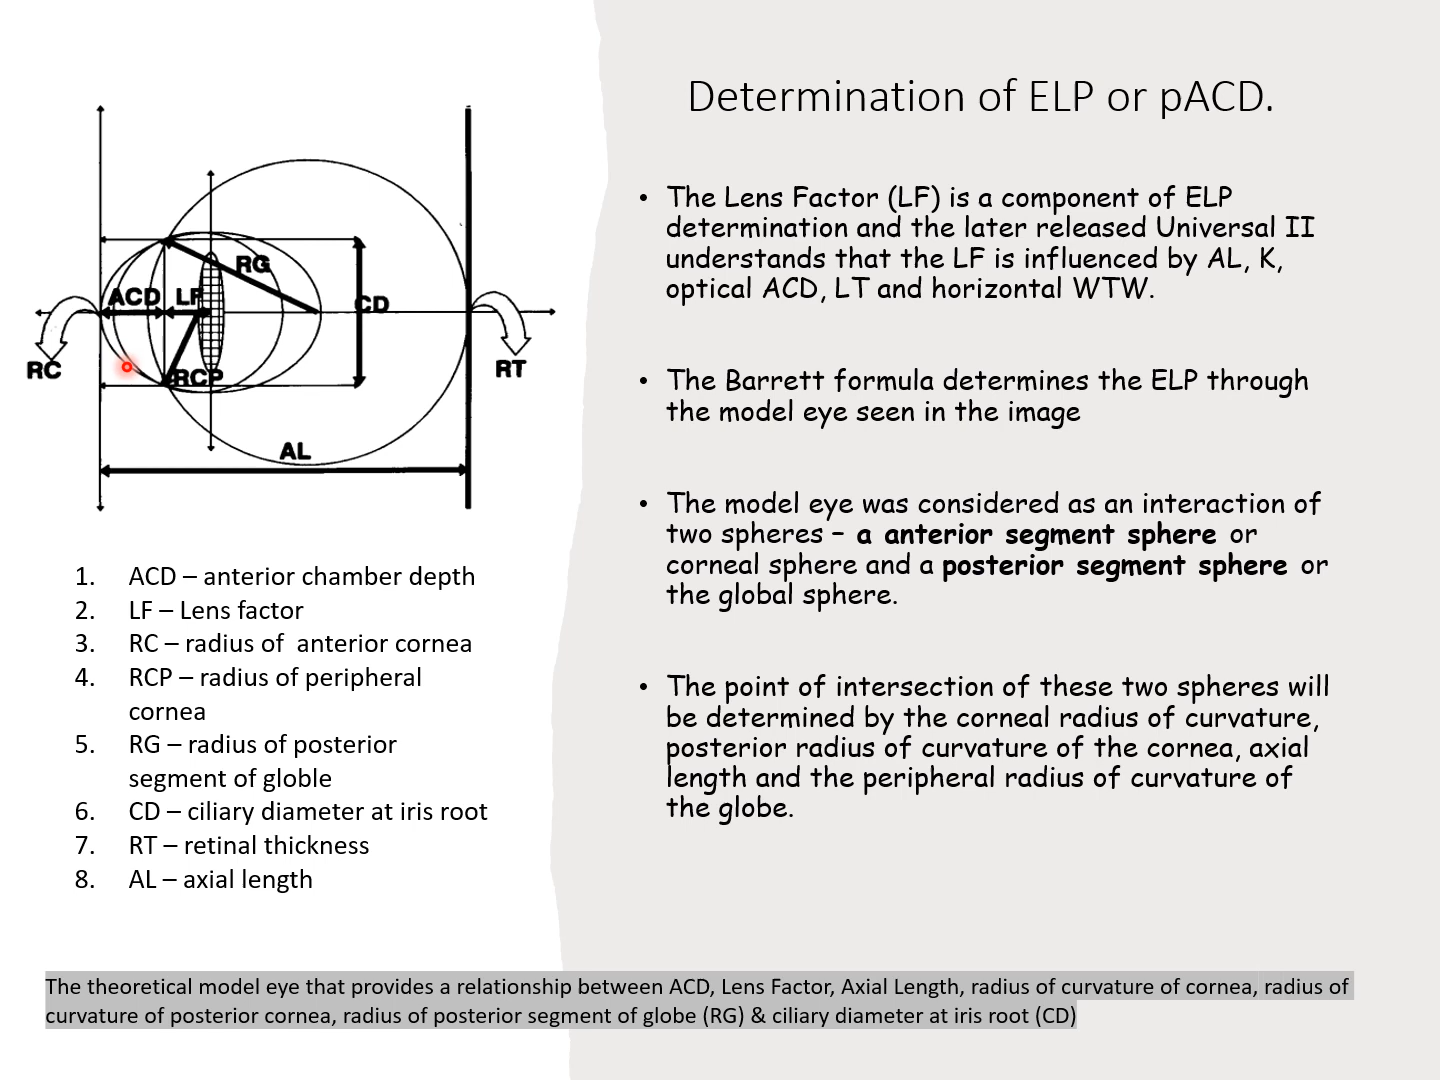 Determination of ELP or pACD.
RG
ACD
LF
CD
RC
RCP
RT
AL
1. ACD – anterior chamber depth
2. LF – Lens factor
3. RC – radius of  anterior cornea
4. RCP – radius of peripheral
cornea
5. RG – radius of posterior
segment of globle
6. CD – ciliary diameter at iris root
7. RT – retinal thickness
8. AL – axial length
• The Lens Factor (LF) is a component of ELP
determination and the later released Universal II
understands that the LF is influenced by AL, K,
optical ACD, LT and horizontal WTW.
• The Barrett formula determines the ELP through
the model eye seen in the image
• The model eye was considered as an interaction of
two spheres – a anterior segment sphere or
corneal sphere and a posterior segment sphere or
the global sphere.
• The point of intersection of these two spheres will
be determined by the corneal radius of curvature,
posterior radius of curvature of the cornea, axial
length and the peripheral radius of curvature of
the globe.
The theoretical model eye that provides a relationship between ACD, Lens Factor, Axial Length, radius of curvature of cornea, radius of
curvature of posterior cornea, radius of posterior segment of globe (RG) & ciliary diameter at iris root (CD)